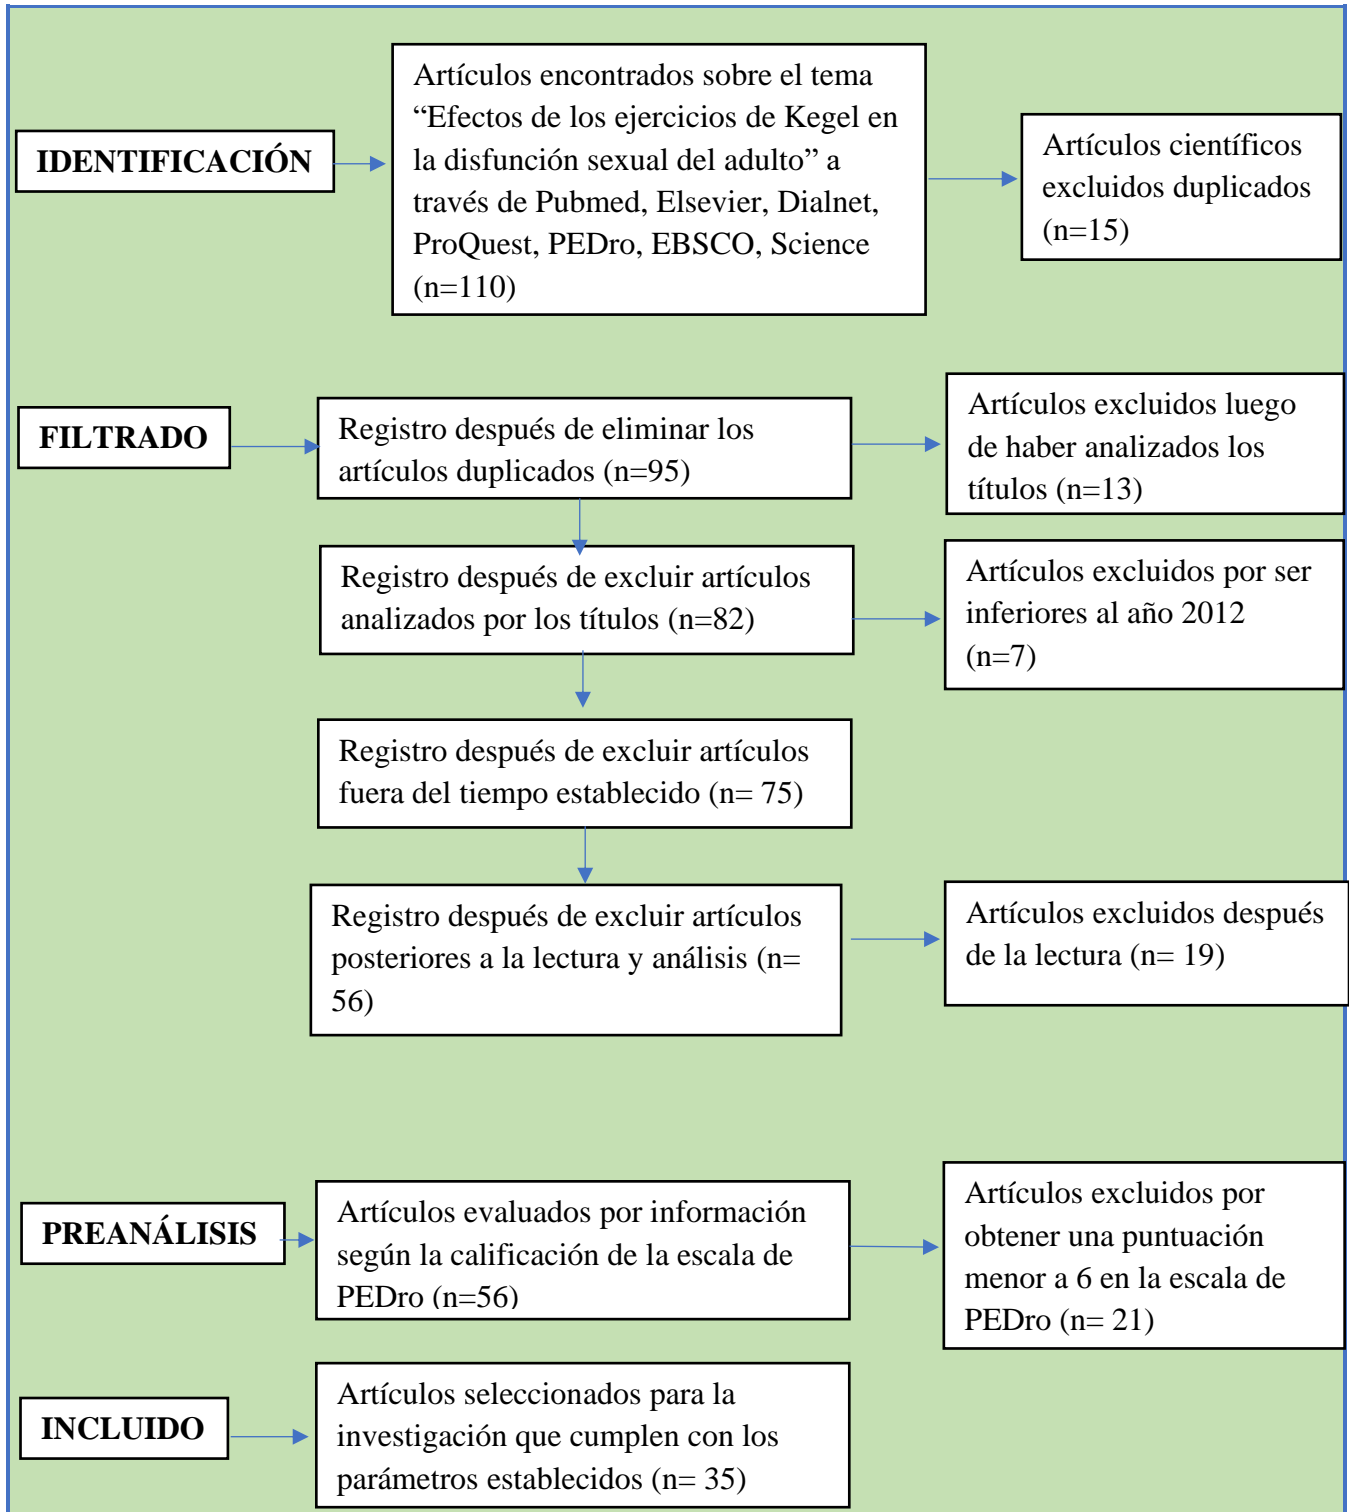 IDENTIFICACIÓN
Artículos encontrados sobre el tema
“Efectos de los ejercicios de Kegel en
la disfunción sexual del adulto” a
través de Pubmed, Elsevier, Dialnet,
ProQuest, PEDro, EBSCO, Science
(n=110)
Artículos científicos
excluidos duplicados
(n=15)
FILTRADO
Registro después de eliminar los
artículos duplicados (n=95)
Artículos excluidos luego
de haber analizados los
títulos (n=13)
Registro después de excluir artículos
analizados por los títulos (n=82)
Artículos excluidos por ser
inferiores al año 2012
(n=7)
Registro después de excluir artículos
fuera del tiempo establecido (n= 75)
Registro después de excluir artículos
posteriores a la lectura y análisis (n=
56)
Artículos excluidos después
de la lectura (n= 19)
PREANÁLISIS
Artículos evaluados por información
según la calificación de la escala de
PEDro (n=56)
Artículos excluidos por
obtener una puntuación
menor a 6 en la escala de
PEDro (n= 21)
INCLUIDO
Artículos seleccionados para la
investigación que cumplen con los
parámetros establecidos (n= 35)